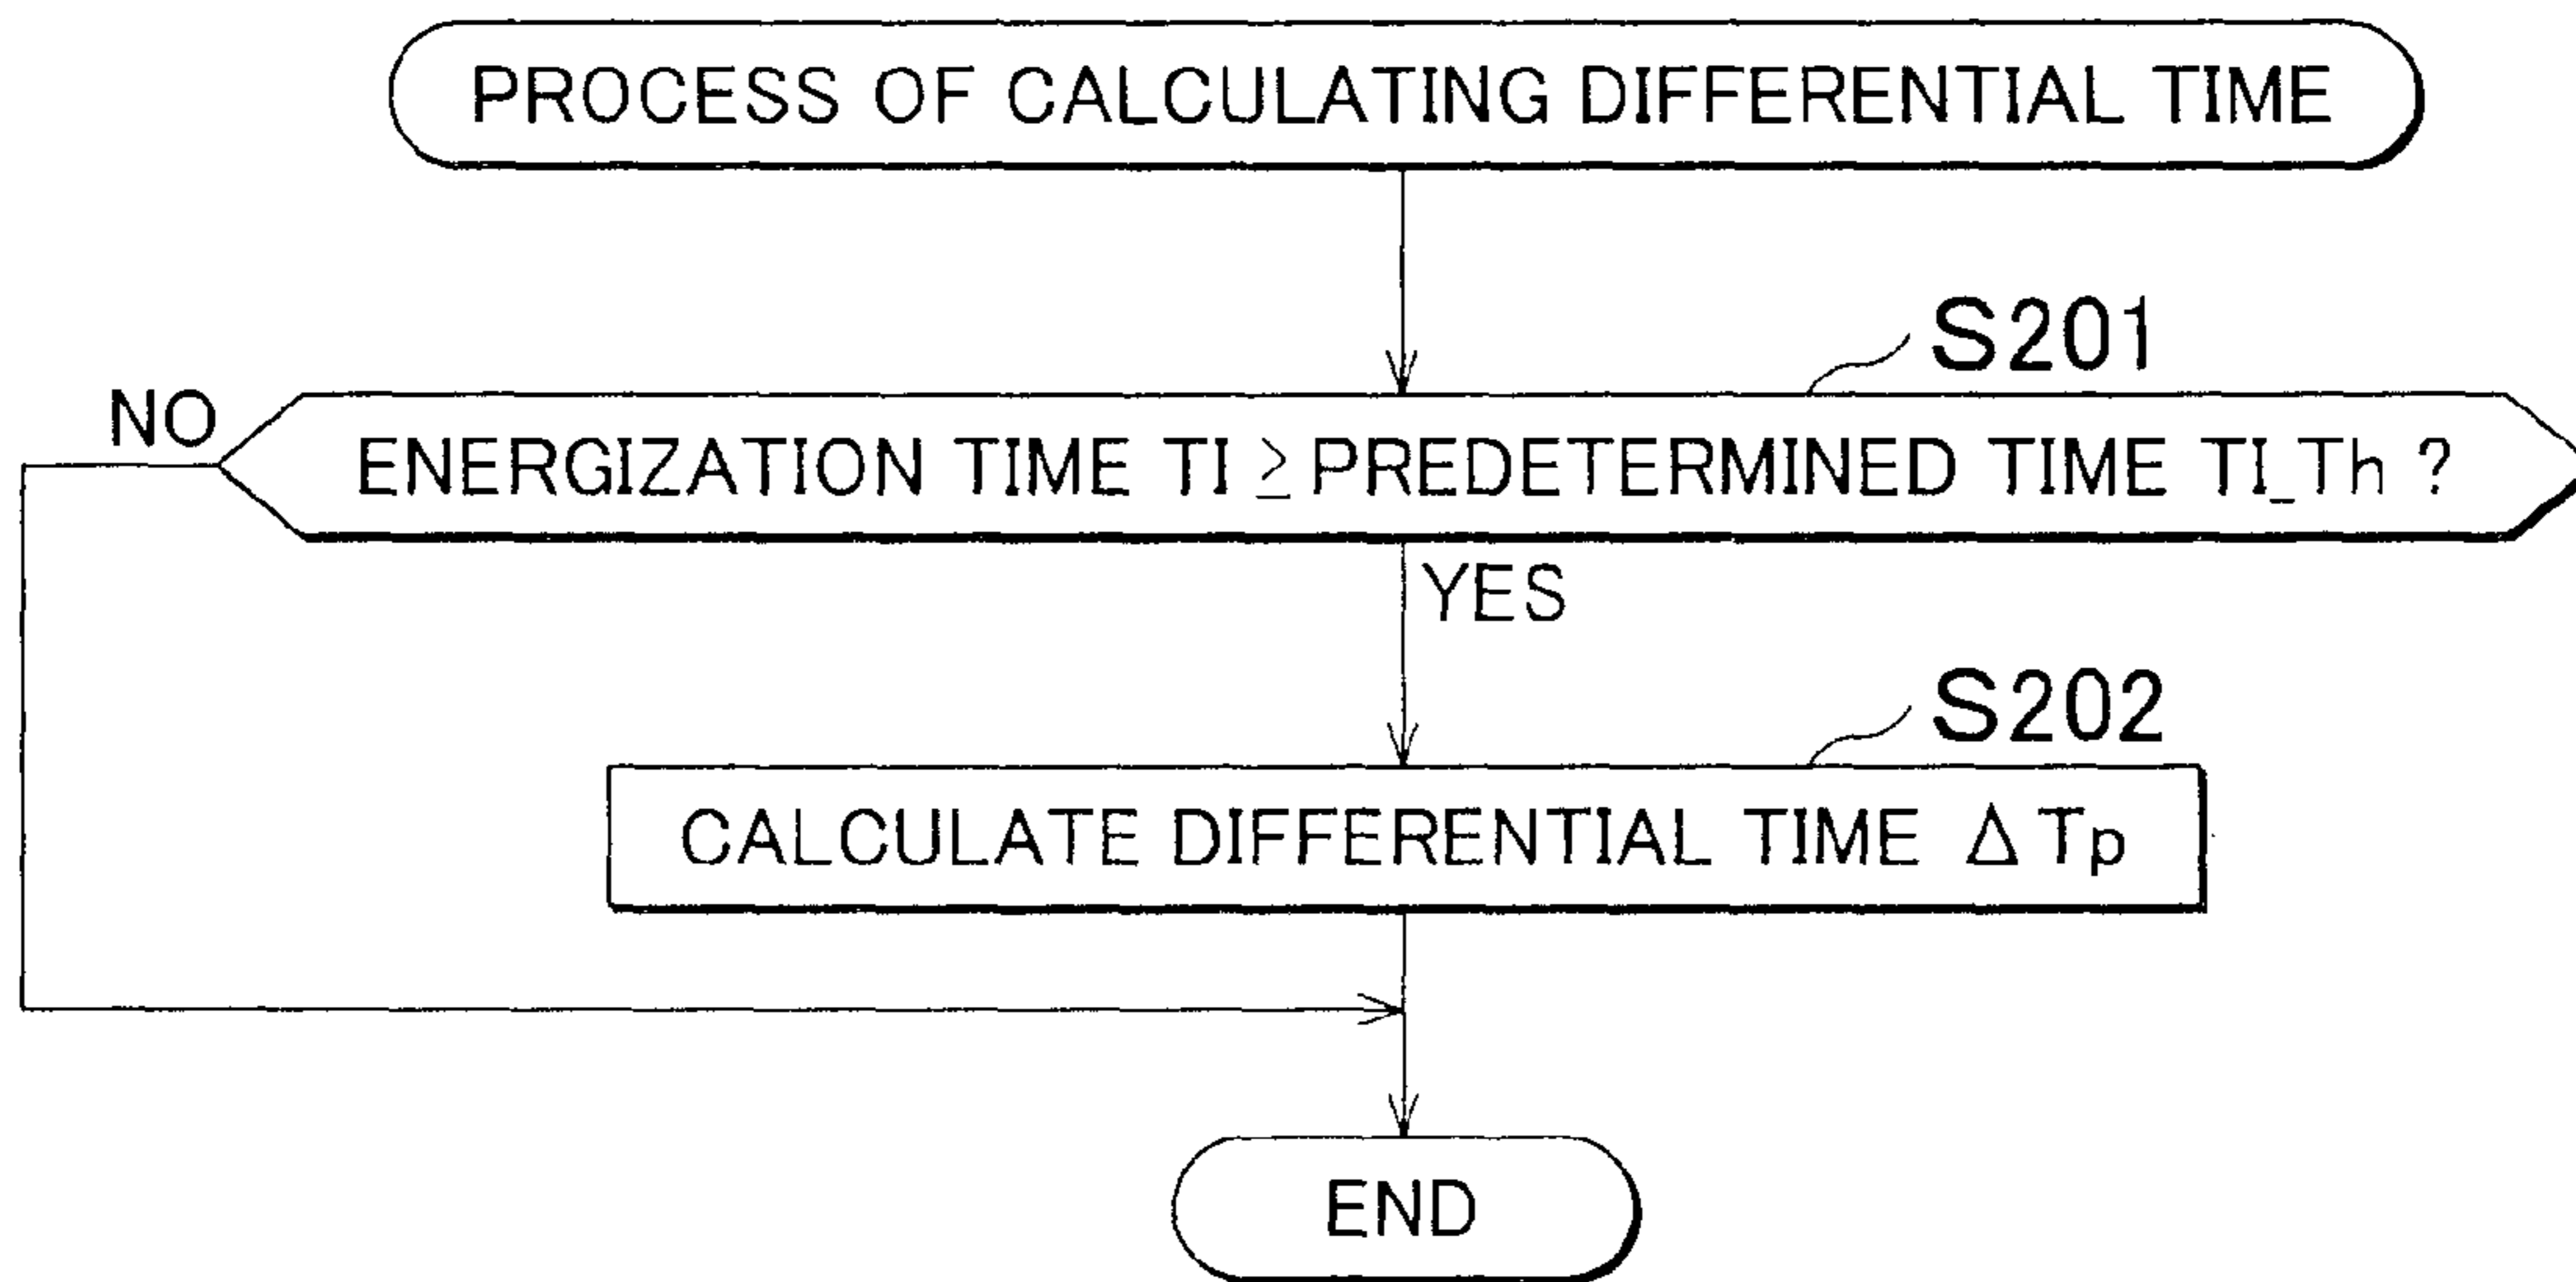 PROCESS OF CALCULATING DIFFERENTIAL TIME
S201
NO
ENERGIZATION TIME TI ≥ PREDETERMINED TIME TI_Th ?
YES
S202
CALCULATE DIFFERENTIAL TIME Δ Tp
END